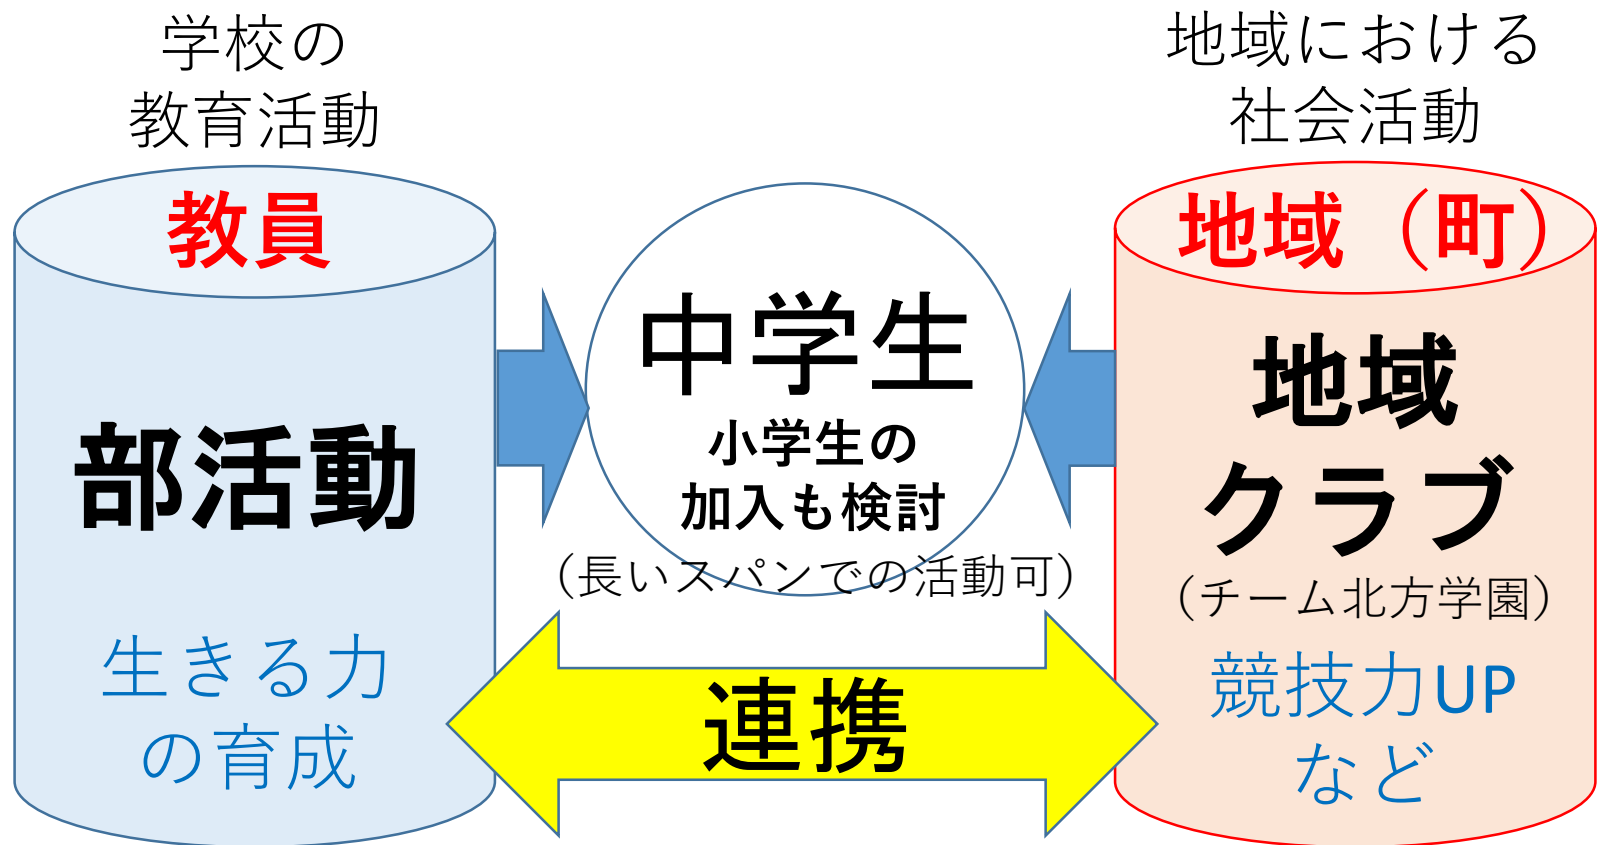 学校の
教育活動
教員
部活動
生きる力
の育成
中学生
小学生の
加入も検討
（長いスパンでの活動可）
連携
地域における
社会活動
地域（町）
地域
クラブ
（チーム北方学園）
競技力UP
など